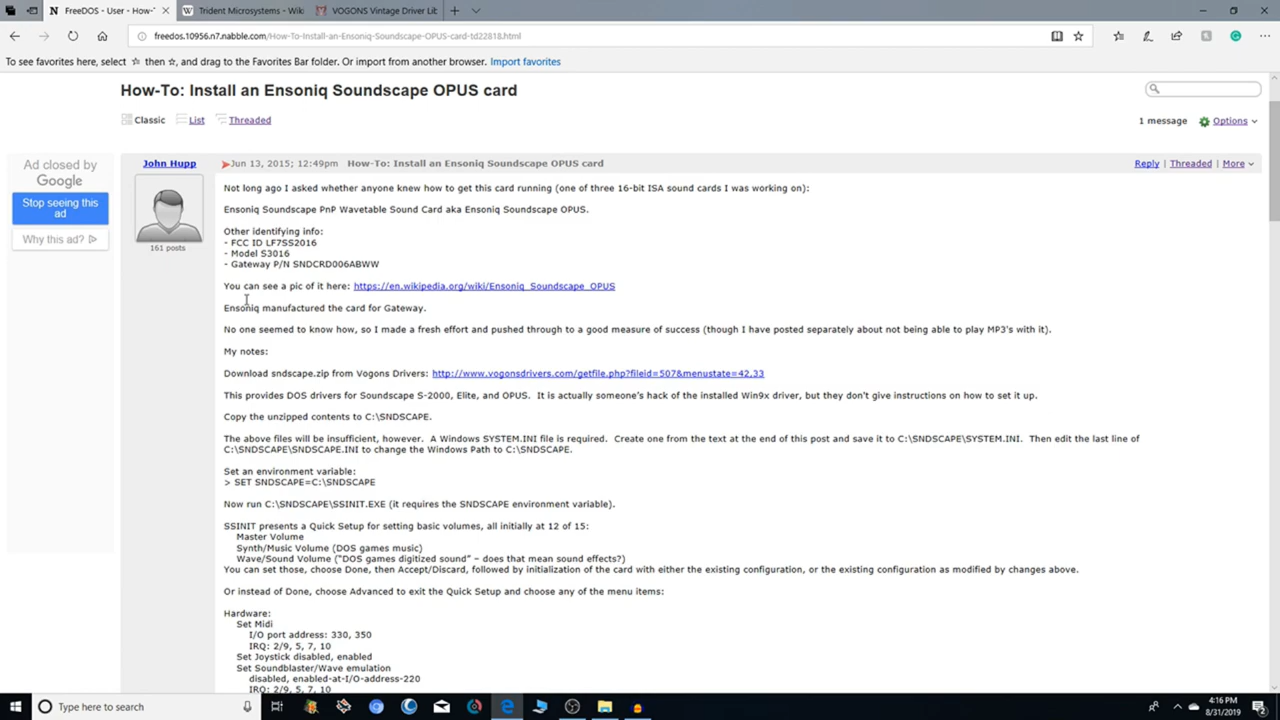 FreeDOS - User - How-T
Trident Microsystems - Wiki
VOGONS Vintage Driver Lib
freedos.10956.n7.nabble.com/How-To-Install-an-Ensoniq-Soundscape-OPUS-card-td22818.html
To see favorites here, select ☆ then ☆, and drag to the Favorites Bar folder. Or import from another browser. Import favorites
How-To: Install an Ensoniq Soundscape OPUS card
Classic List Threaded
1 message Options
Ad closed by
Google
Stop seeing this
ad
Why this ad?
John Hupp
161 posts
Jun 13, 2015; 12:49pm How-To: Install an Ensoniq Soundscape OPUS card
Reply Threaded More
Not long ago I asked whether anyone knew how to get this card running (one of three 16-bit ISA sound cards I was working on):
Ensoniq Soundscape PnP Wavetable Sound Card aka Ensoniq Soundscape OPUS.
Other identifying info:
- FCC ID LF7SS2016
- Model S3016
- Gateway P/N SNDCRD006ABWW
You can see a pic of it here: https://en.wikipedia.org/wiki/Ensoniq_Soundscape_OPUS
Ensoniq manufactured the card for Gateway.
No one seemed to know how, so I made a fresh effort and pushed through to a good measure of success (though I have posted separately about not being able to play MP3's with it).
My notes:
Download sndscape.zip from Vogons Drivers: http://www.vogonsdrivers.com/getfile.php?fileid=507&menustate=42,33
This provides DOS drivers for Soundscape S-2000, Elite, and OPUS. It is actually someone's hack of the installed Win9x driver, but they don't give instructions on how to set it up.
Copy the unzipped contents to C:\SNDSCAPE.
The above files will be insufficient, however. A Windows SYSTEM.INI file is required. Create one from the text at the end of this post and save it to C:\SNDSCAPE\SYSTEM.INI. Then edit the last line of
C:\SNDSCAPE\SNDSCAPE.INI to change the Windows Path to C:\SNDSCAPE.
Set an environment variable:
> SET SNDSCAPE=C:\SNDSCAPE
Now run C:\SNDSCAPE\SSINIT.EXE (it requires the SNDSCAPE environment variable).
SSINIT presents a Quick Setup for setting basic volumes, all initially at 12 of 15:
Master Volume
Synth/Music Volume (DOS games music)
Wave/Sound Volume ("DOS games digitized sound" – does that mean sound effects?)
You can set those, choose Done, then Accept/Discard, followed by initialization of the card with either the existing configuration, or the existing configuration as modified by changes above.
Or instead of Done, choose Advanced to exit the Quick Setup and choose any of the menu items:
Hardware:
Set Midi
I/O port address: 330, 350
IRQ: 2/9, 5, 7, 10
Set Joystick disabled, enabled
Set Soundblaster/Wave emulation
disabled, enabled-at-I/O-address-220
IRQ: 2/9, 5, 7, 10
Type here to search
4:16 PM
8/31/2019
2